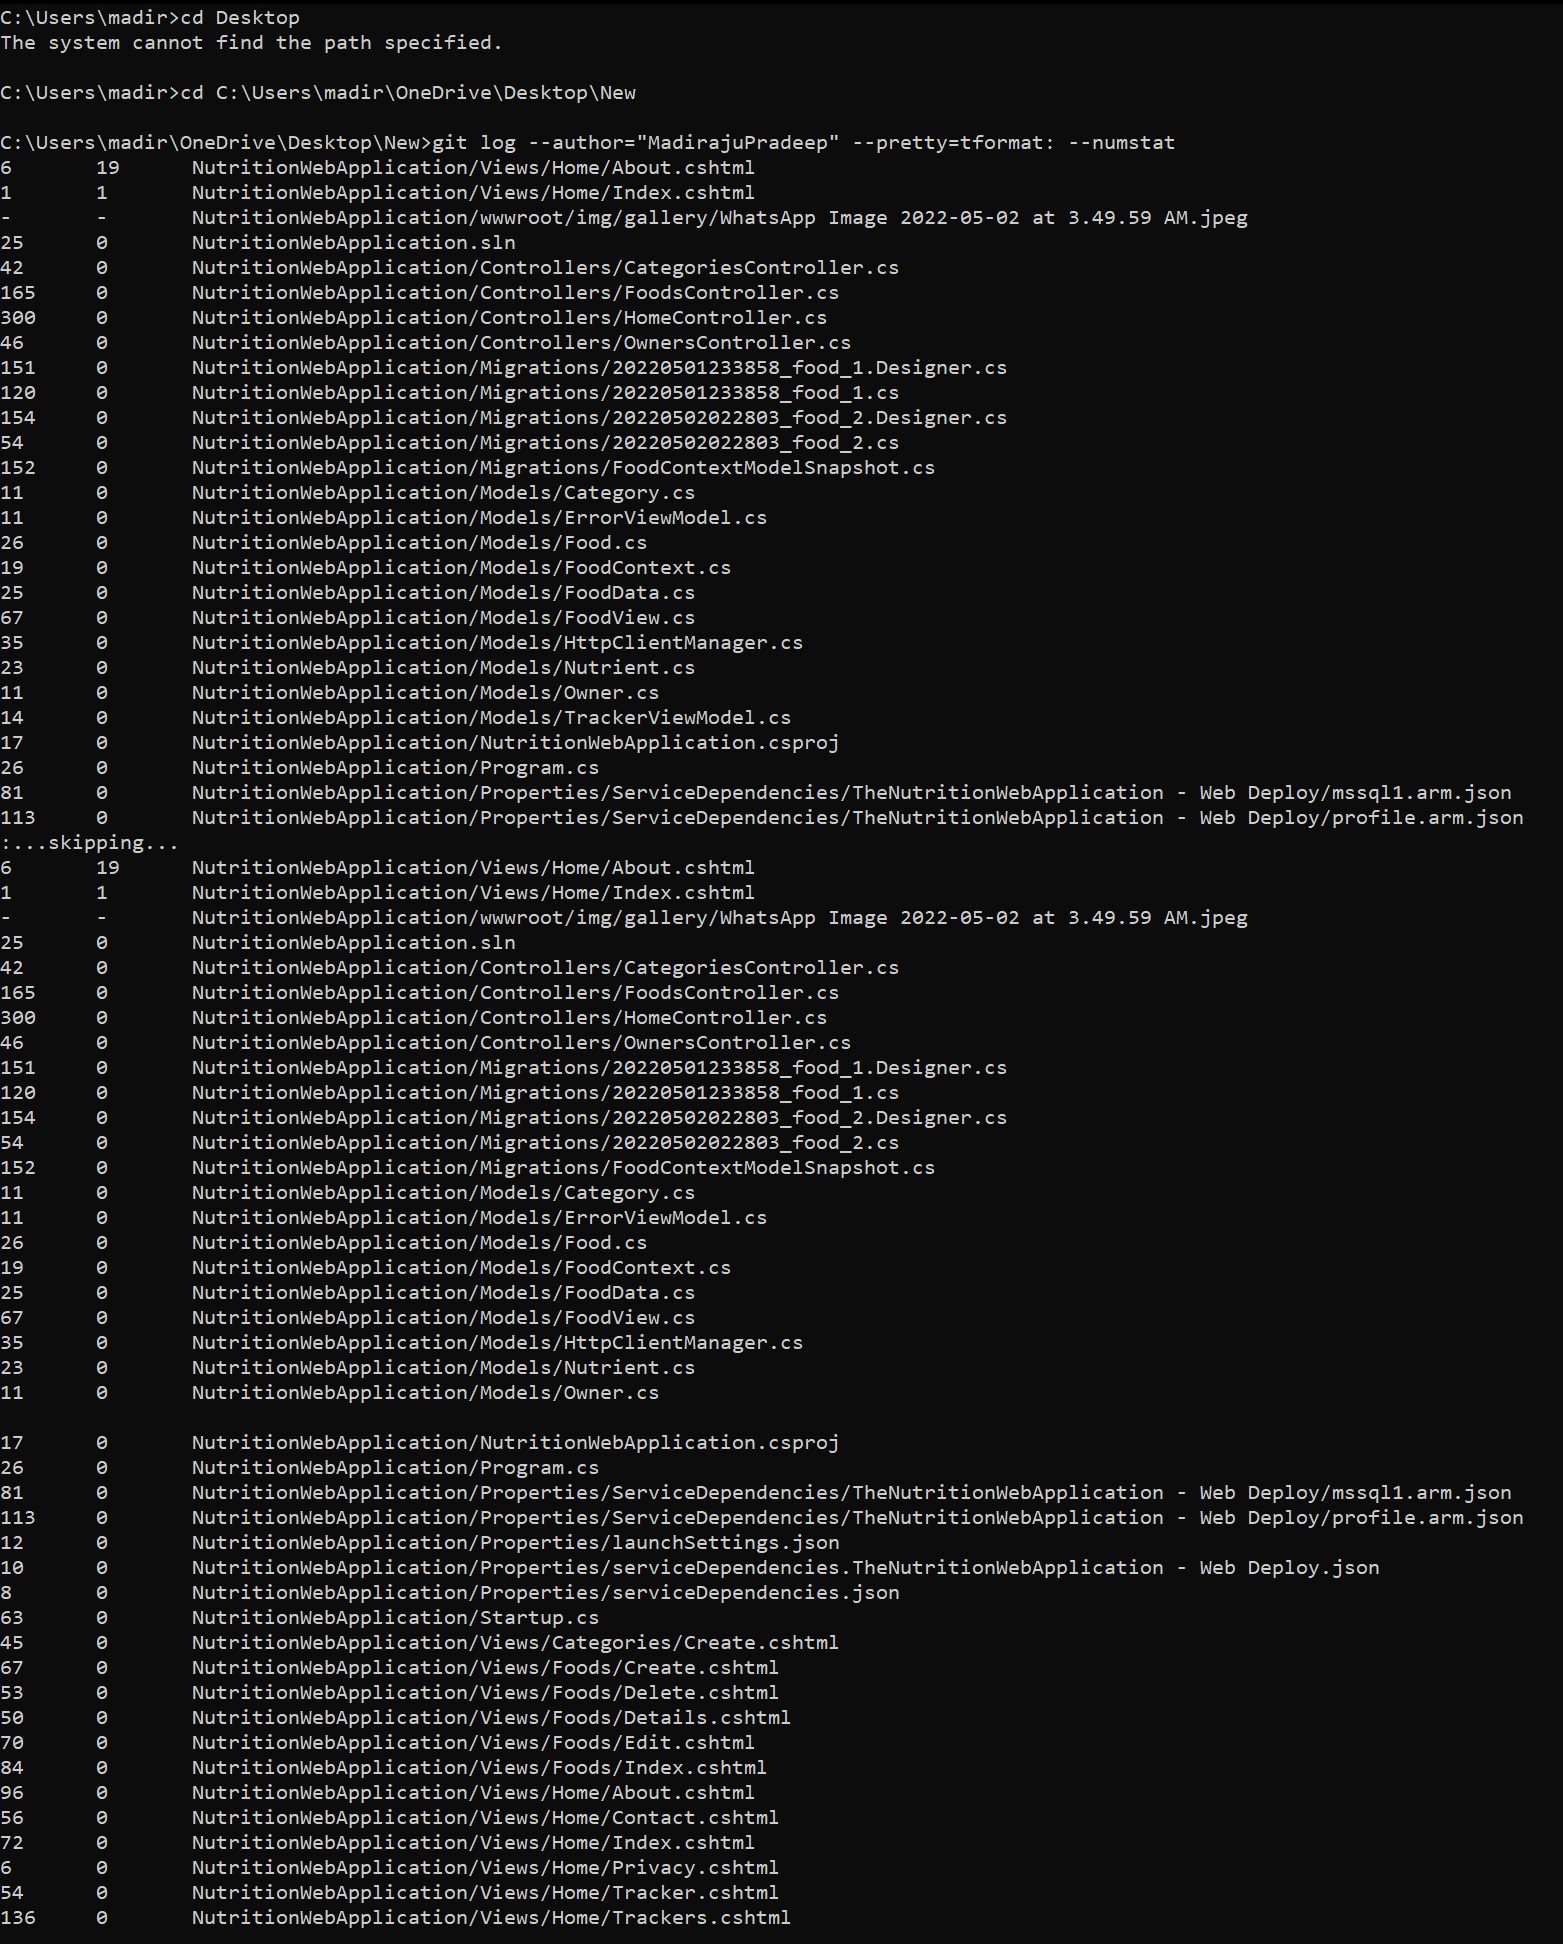 C:\Users\madir>cd Desktop
The system cannot find the path specified.

C:\Users\madir>cd C:\Users\madir\OneDrive\Desktop\New

C:\Users\madir\OneDrive\Desktop\New>git log --author="MadirajuPradeep" --pretty=tformat: --numstat
6       19      NutritionWebApplication/Views/Home/About.cshtml
1       1       NutritionWebApplication/Views/Home/Index.cshtml
-       -       NutritionWebApplication/wwwroot/img/gallery/WhatsApp Image 2022-05-02 at 3.49.59 AM.jpeg
25      0       NutritionWebApplication.sln
42      0       NutritionWebApplication/Controllers/CategoriesController.cs
165     0       NutritionWebApplication/Controllers/FoodsController.cs
300     0       NutritionWebApplication/Controllers/HomeController.cs
46      0       NutritionWebApplication/Controllers/OwnersController.cs
151     0       NutritionWebApplication/Migrations/20220501233858_food_1.Designer.cs
120     0       NutritionWebApplication/Migrations/20220501233858_food_1.cs
154     0       NutritionWebApplication/Migrations/20220502022803_food_2.Designer.cs
54      0       NutritionWebApplication/Migrations/20220502022803_food_2.cs
152     0       NutritionWebApplication/Migrations/FoodContextModelSnapshot.cs
11      0       NutritionWebApplication/Models/Category.cs
11      0       NutritionWebApplication/Models/ErrorViewModel.cs
26      0       NutritionWebApplication/Models/Food.cs
19      0       NutritionWebApplication/Models/FoodContext.cs
25      0       NutritionWebApplication/Models/FoodData.cs
67      0       NutritionWebApplication/Models/FoodView.cs
35      0       NutritionWebApplication/Models/HttpClientManager.cs
23      0       NutritionWebApplication/Models/Nutrient.cs
11      0       NutritionWebApplication/Models/Owner.cs
14      0       NutritionWebApplication/Models/TrackerViewModel.cs
17      0       NutritionWebApplication/NutritionWebApplication.csproj
26      0       NutritionWebApplication/Program.cs
81      0       NutritionWebApplication/Properties/ServiceDependencies/TheNutritionWebApplication - Web Deploy/mssql1.arm.json
113     0       NutritionWebApplication/Properties/ServiceDependencies/TheNutritionWebApplication - Web Deploy/profile.arm.json
:...skipping...
6       19      NutritionWebApplication/Views/Home/About.cshtml
1       1       NutritionWebApplication/Views/Home/Index.cshtml
-       -       NutritionWebApplication/wwwroot/img/gallery/WhatsApp Image 2022-05-02 at 3.49.59 AM.jpeg
25      0       NutritionWebApplication.sln
42      0       NutritionWebApplication/Controllers/CategoriesController.cs
165     0       NutritionWebApplication/Controllers/FoodsController.cs
300     0       NutritionWebApplication/Controllers/HomeController.cs
46      0       NutritionWebApplication/Controllers/OwnersController.cs
151     0       NutritionWebApplication/Migrations/20220501233858_food_1.Designer.cs
120     0       NutritionWebApplication/Migrations/20220501233858_food_1.cs
154     0       NutritionWebApplication/Migrations/20220502022803_food_2.Designer.cs
54      0       NutritionWebApplication/Migrations/20220502022803_food_2.cs
152     0       NutritionWebApplication/Migrations/FoodContextModelSnapshot.cs
11      0       NutritionWebApplication/Models/Category.cs
11      0       NutritionWebApplication/Models/ErrorViewModel.cs
26      0       NutritionWebApplication/Models/Food.cs
19      0       NutritionWebApplication/Models/FoodContext.cs
25      0       NutritionWebApplication/Models/FoodData.cs
67      0       NutritionWebApplication/Models/FoodView.cs
35      0       NutritionWebApplication/Models/HttpClientManager.cs
23      0       NutritionWebApplication/Models/Nutrient.cs
11      0       NutritionWebApplication/Models/Owner.cs

17      0       NutritionWebApplication/NutritionWebApplication.csproj
26      0       NutritionWebApplication/Program.cs
81      0       NutritionWebApplication/Properties/ServiceDependencies/TheNutritionWebApplication - Web Deploy/mssql1.arm.json
113     0       NutritionWebApplication/Properties/ServiceDependencies/TheNutritionWebApplication - Web Deploy/profile.arm.json
12      0       NutritionWebApplication/Properties/launchSettings.json
10      0       NutritionWebApplication/Properties/serviceDependencies.TheNutritionWebApplication - Web Deploy.json
8       0       NutritionWebApplication/Properties/serviceDependencies.json
63      0       NutritionWebApplication/Startup.cs
45      0       NutritionWebApplication/Views/Categories/Create.cshtml
67      0       NutritionWebApplication/Views/Foods/Create.cshtml
53      0       NutritionWebApplication/Views/Foods/Delete.cshtml
50      0       NutritionWebApplication/Views/Foods/Details.cshtml
70      0       NutritionWebApplication/Views/Foods/Edit.cshtml
84      0       NutritionWebApplication/Views/Foods/Index.cshtml
96      0       NutritionWebApplication/Views/Home/About.cshtml
56      0       NutritionWebApplication/Views/Home/Contact.cshtml
72      0       NutritionWebApplication/Views/Home/Index.cshtml
6       0       NutritionWebApplication/Views/Home/Privacy.cshtml
54      0       NutritionWebApplication/Views/Home/Tracker.cshtml
136     0       NutritionWebApplication/Views/Home/Trackers.cshtml